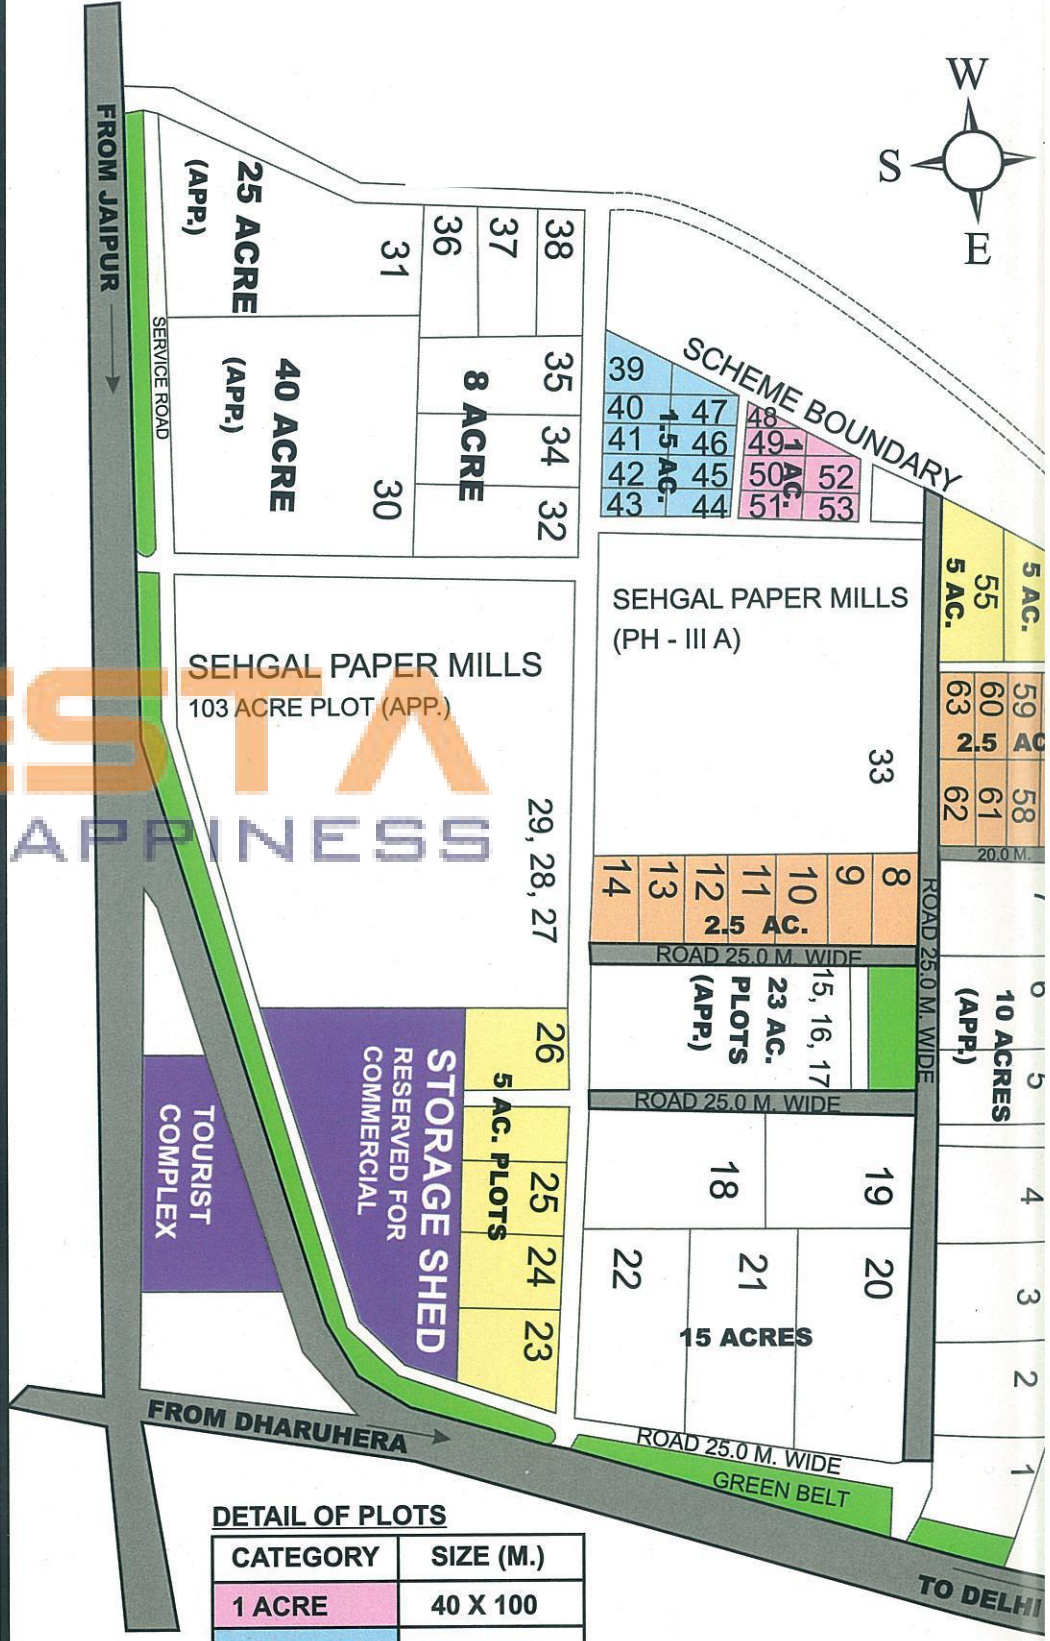 W
S
E
FROM JAIPUR
SERVICE ROAD
25 ACRE
(APP.)
31
36
37
38
40 ACRE
(APP.)
30
8 ACRE
35
34
32
SCHEME BOUNDARY
39
40 47
41 46
42 45
43 44
1.5 AC.
48
49
50 52
51 53
1 AC.
5 AC.
55
5 AC.
59
60
63
2.5 AC
58
61
62
20.0 M.
SEHGAL PAPER MILLS
(PH - III A)
33
SEHGAL PAPER MILLS
103 ACRE PLOT (APP.)
29, 28, 27
ESTA
APPINESS
14 13 12 11 10 9 8
2.5 AC.
ROAD 25.0 M. WIDE
ROAD 25.0 M. WIDE
15, 16, 17
23 AC.
PLOTS
(APP.)
ROAD 25.0 M. WIDE
7
6
5
10 ACRES
(APP.)
4
3
2
1
18
19
22
21
20
15 ACRES
26
5 AC. PLOTS
25
24
23
STORAGE SHED
RESERVED FOR
COMMERCIAL
TOURIST
COMPLEX
FROM DHARUHERA
ROAD 25.0 M. WIDE
GREEN BELT
TO DELHI
DETAIL OF PLOTS
CATEGORY SIZE (M.)
1 ACRE 40 X 100